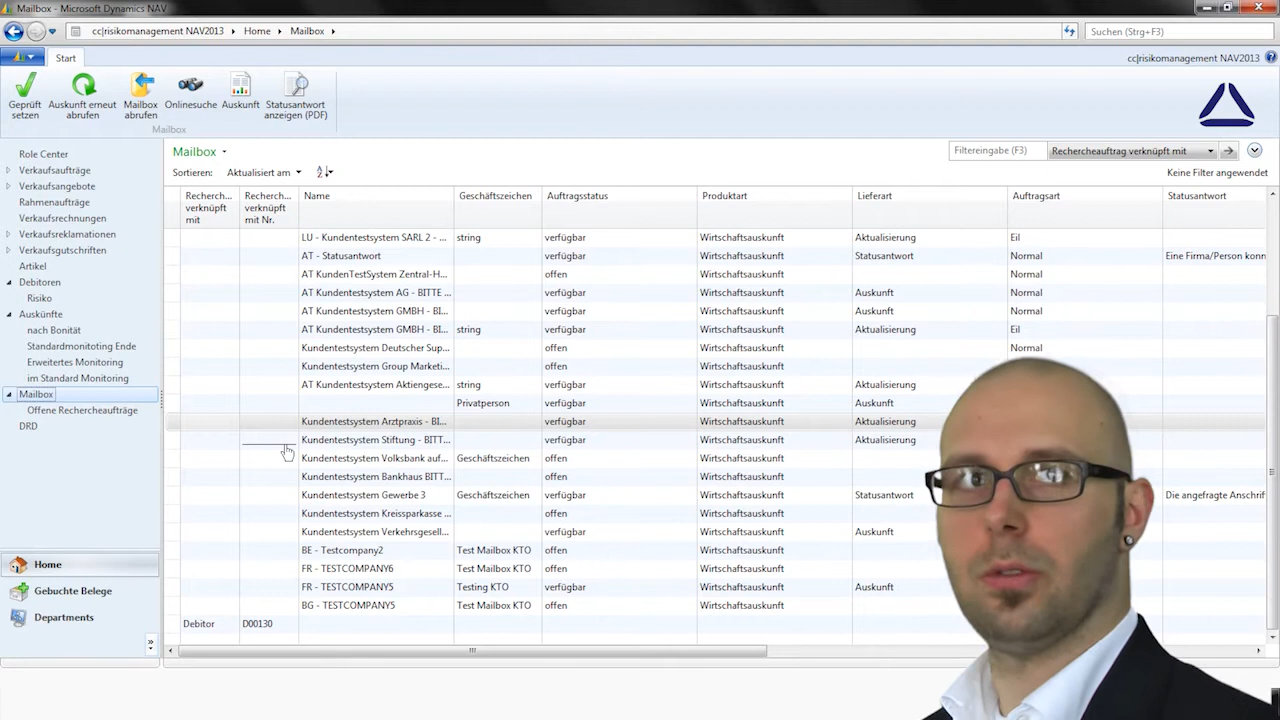 Mailbox - Microsoft Dynamics NAV
cc|risikomanagement NAV2013 Home Mailbox Suchen (Strg+F3)
Start cc|risikomanagement NAV2013
Geprüft setzen
Auskunft erneut abrufen
Mailbox abrufen
Onlinesuche
Auskunft
Statusantwort anzeigen (PDF)
Mailbox
Role Center
Verkaufsaufträge
Verkaufsangebote
Rahmenaufträge
Verkaufsrechnungen
Verkaufsreklamationen
Verkaufsgutschriften
Artikel
Debitoren
Risiko
Auskünfte
nach Bonität
Standardmonitoting Ende
Erweitertes Monitoring
im Standard Monitoring
Mailbox
Offene Rechercheaufträge
DRD
Home
Gebuchte Belege
Departments
Mailbox Filtereingabe (F3) Rechercheauftrag verknüpft mit
Sortieren: Aktualisiert am Keine Filter angewendet
Recherch... verknüpft mit Recherch... verknüpft mit Nr. Name Geschäftszeichen Auftragsstatus Produktart Lieferart Auftragsart Statusantwort
LU - Kundentestsystem SARL 2 - ... string verfügbar Wirtschaftsauskunft Aktualisierung Eil
AT - Statusantwort verfügbar Wirtschaftsauskunft Statusantwort Normal Eine Firma/Person konn
AT KundenTestSystem Zentral-H... offen Wirtschaftsauskunft Normal
AT Kundentestsystem AG - BITTE ... verfügbar Wirtschaftsauskunft Auskunft Normal
AT Kundentestsystem GMBH - BI... verfügbar Wirtschaftsauskunft Auskunft Normal
AT Kundentestsystem GMBH - BI... string verfügbar Wirtschaftsauskunft Aktualisierung Eil
Kundentestsystem Deutscher Sup... offen Wirtschaftsauskunft Normal
Kundentestsystem Group Marketi... offen Wirtschaftsauskunft
AT Kundentestsystem Aktiengese... string verfügbar Wirtschaftsauskunft Aktualisierung
Privatperson verfügbar Wirtschaftsauskunft Auskunft
Kundentestsystem Arztpraxis - BI... verfügbar Wirtschaftsauskunft Aktualisierung
Kundentestsystem Stiftung - BITT... verfügbar Wirtschaftsauskunft Aktualisierung
Kundentestsystem Volksbank auf... Geschäftszeichen offen Wirtschaftsauskunft
Kundentestsystem Bankhaus BITT... offen Wirtschaftsauskunft
Kundentestsystem Gewerbe 3 Geschäftszeichen verfügbar Wirtschaftsauskunft Statusantwort Die angefragte Anschrif
Kundentestsystem Kreissparkasse ... offen Wirtschaftsauskunft
Kundentestsystem Verkehrsgesell... verfügbar Wirtschaftsauskunft Auskunft
BE - Testcompany2 Test Mailbox KTO offen Wirtschaftsauskunft
FR - TESTCOMPANY6 Test Mailbox KTO offen Wirtschaftsauskunft
FR - TESTCOMPANY5 Testing KTO verfügbar Wirtschaftsauskunft Auskunft
BG - TESTCOMPANY5 Test Mailbox KTO offen Wirtschaftsauskunft
Debitor D00130